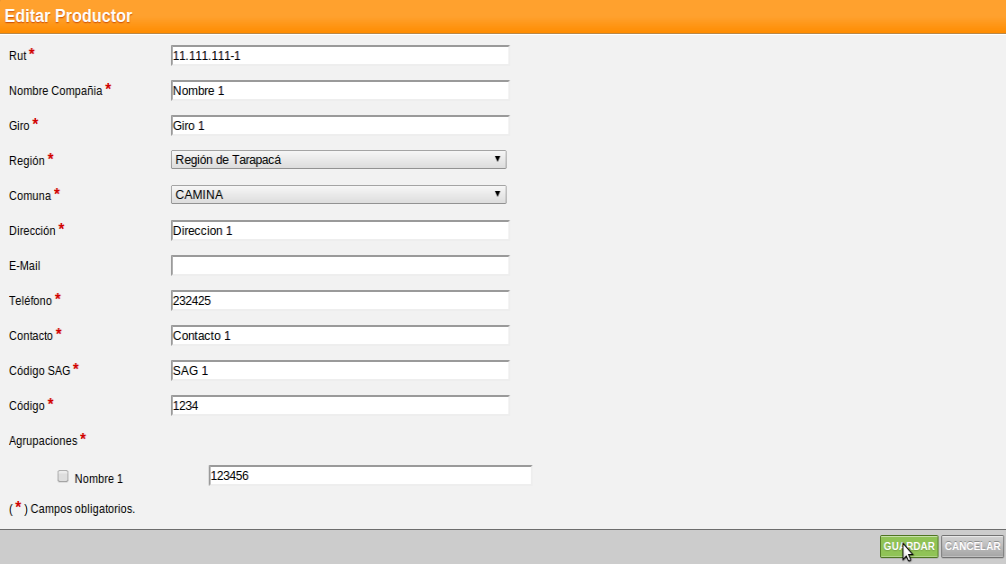 Editar Productor
Rut * 11.111.111-1
Nombre Compañia * Nombre 1
Giro * Giro 1
Región * Región de Tarapacá
Comuna * CAMINA
Dirección * Direccion 1
E-Mail
Teléfono * 232425
Contacto * Contacto 1
Código SAG * SAG 1
Código * 1234
Agrupaciones *
Nombre 1 123456
( * ) Campos obligatorios.
GUARDAR CANCELAR